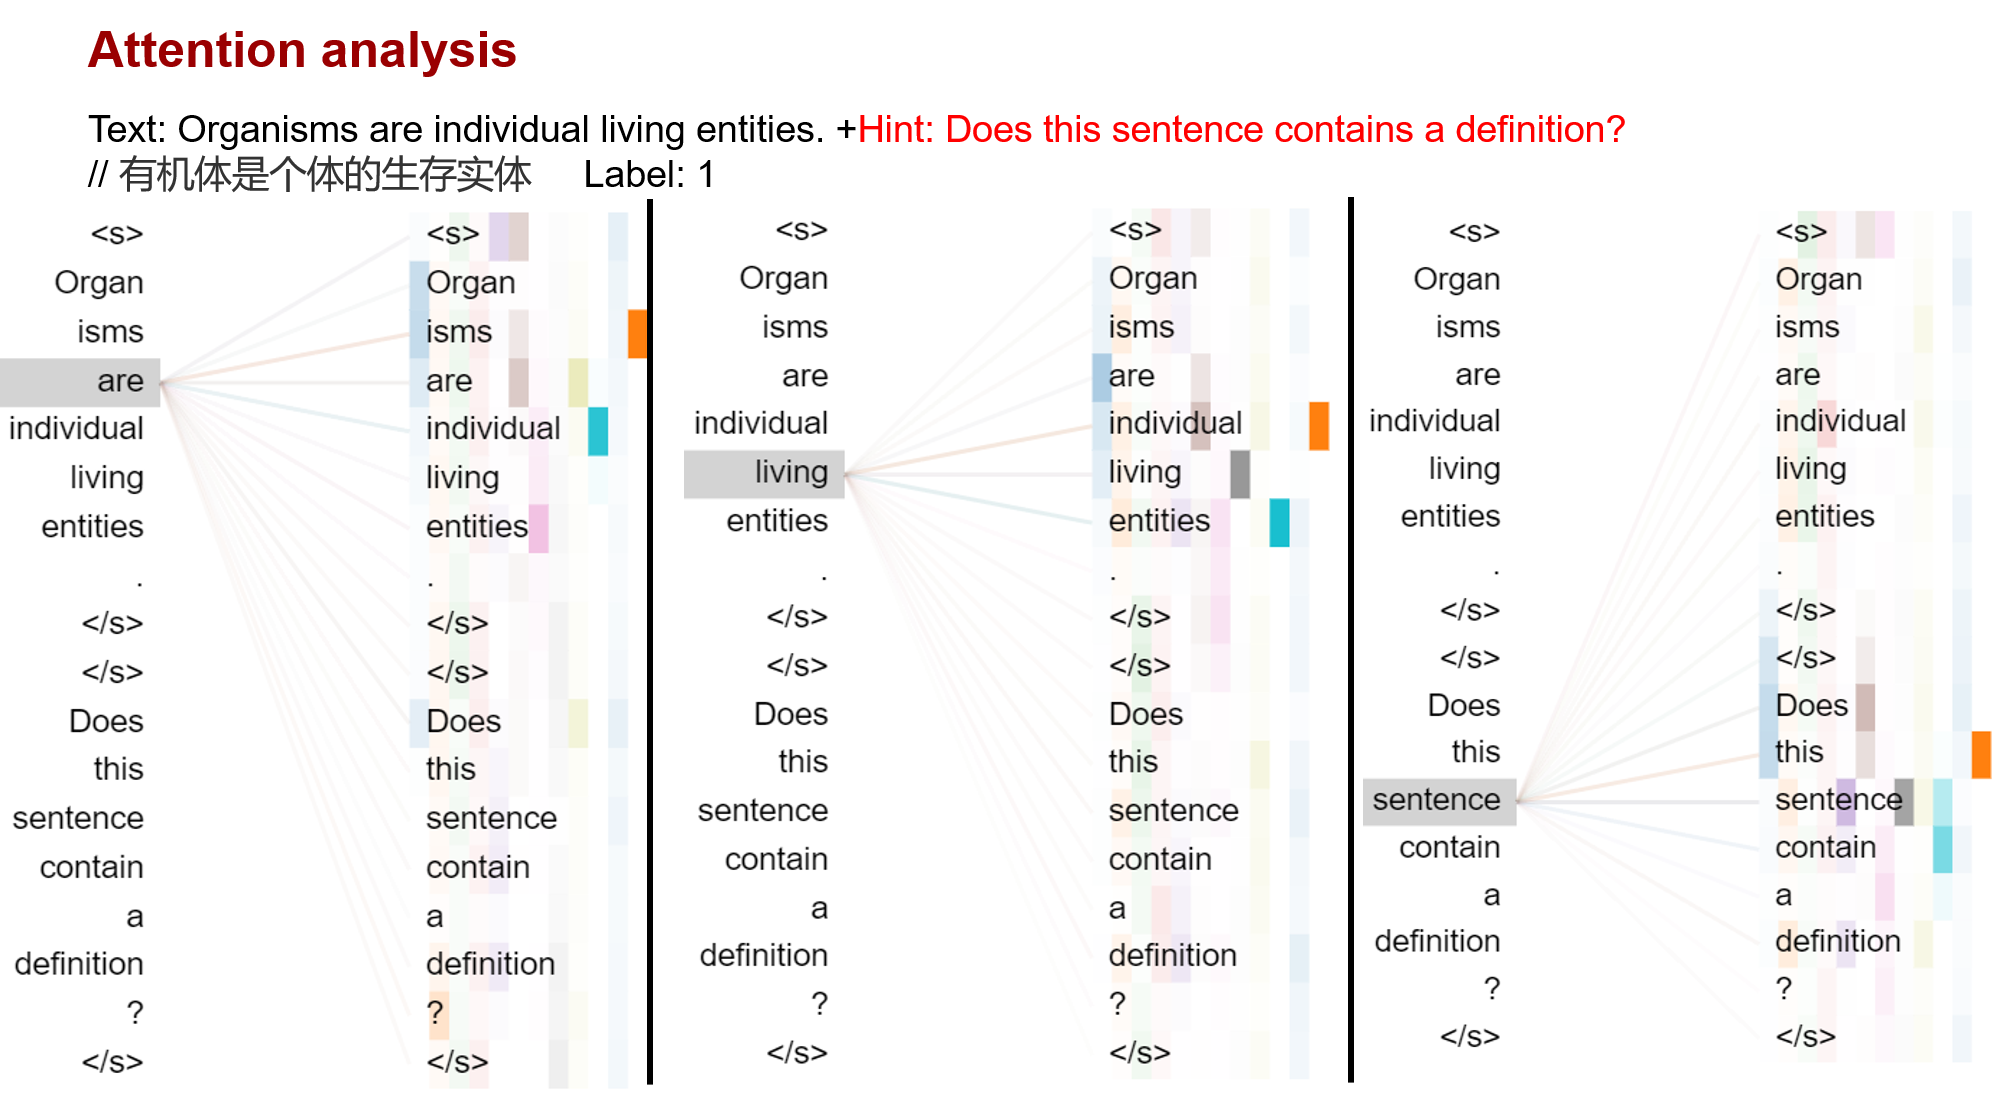 Attention analysis
Text: Organisms are individual living entities. +Hint: Does this sentence contains a definition?
// 有机体是个体的生存实体 Label: 1
<s>
Organ
isms
are
individual
living
entities
.
</s>
</s>
Does
this
sentence
contain
a
definition
?
</s>
<s>
Organ
isms
are
individual
living
entities
.
</s>
</s>
Does
this
sentence
contain
a
definition
?
</s>
<s>
Organ
isms
are
individual
living
entities
.
</s>
</s>
Does
this
sentence
contain
a
definition
?
</s>
<s>
Organ
isms
are
individual
living
entities
.
</s>
</s>
Does
this
sentence
contain
a
definition
?
</s>
<s>
Organ
isms
are
individual
living
entities
.
</s>
</s>
Does
this
sentence
contain
a
definition
?
</s>
<s>
Organ
isms
are
individual
living
entities
.
</s>
</s>
Does
this
sentence
contain
a
definition
?
</s>